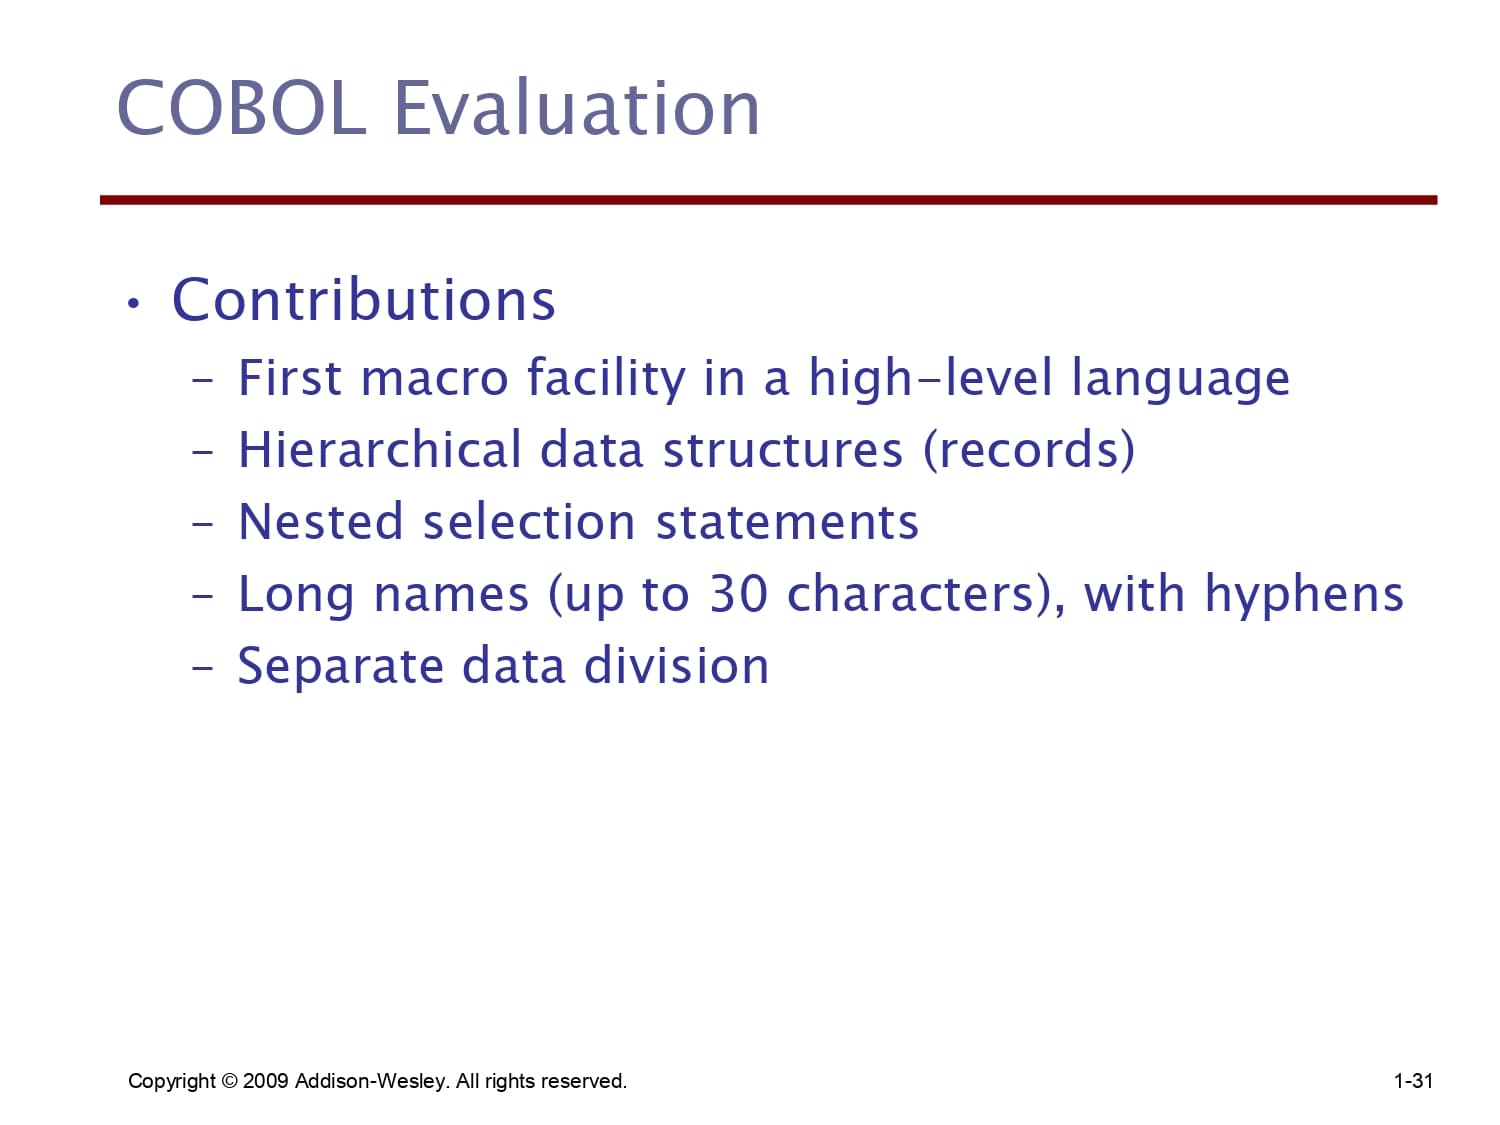 COBOL Evaluation
• Contributions
– First macro facility in a high-level language
– Hierarchical data structures (records)
– Nested selection statements
– Long names (up to 30 characters), with hyphens
– Separate data division
Copyright © 2009 Addison-Wesley. All rights reserved. 1-31